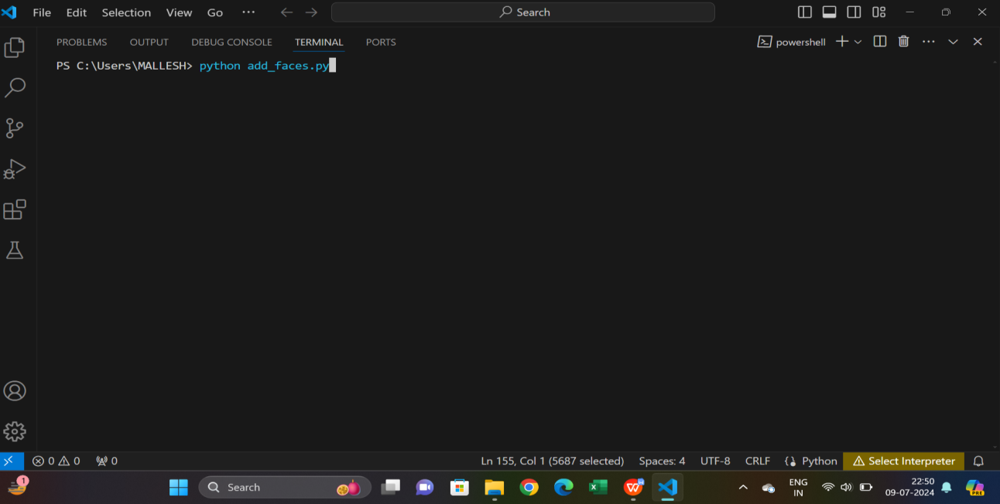 File Edit Selection View Go ··· Search
PROBLEMS OUTPUT DEBUG CONSOLE TERMINAL PORTS powershell
PS C:\Users\MALLESH> python add_faces.py
0 0 0 Ln 155, Col 1 (5687 selected) Spaces: 4 UTF-8 CRLF Python Select Interpreter
1 Search ENG 22:50
IN 09-07-2024 PRE